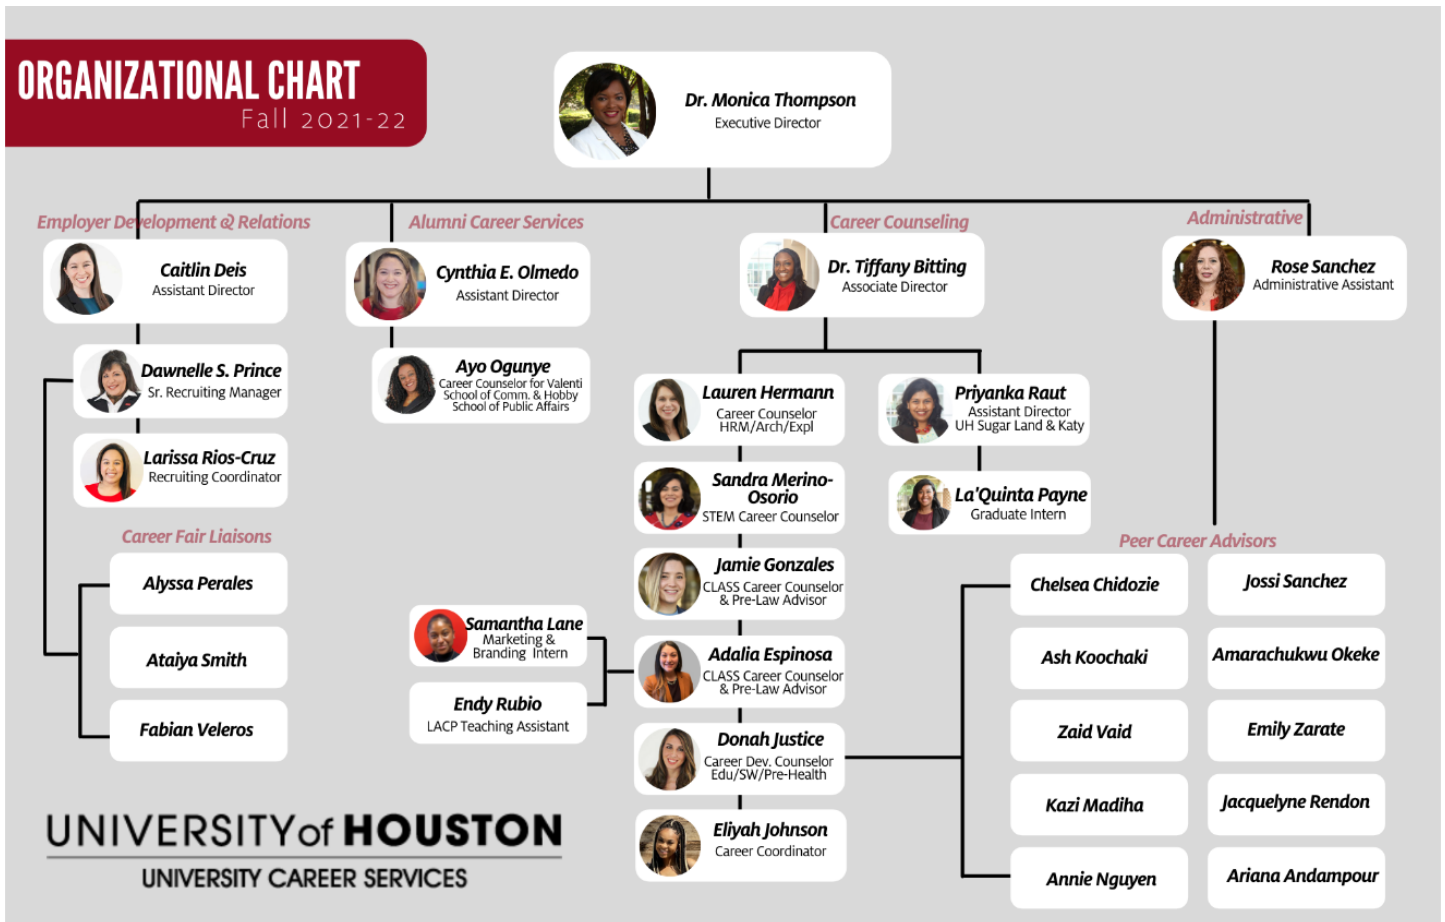 ORGANIZATIONAL CHART
Fall 2021-22
Dr. Monica Thompson
Executive Director
Employer Development & Relations
Caitlin Deis
Assistant Director
Dawnelle S. Prince
Sr. Recruiting Manager
Larissa Rios-Cruz
Recruiting Coordinator
Career Fair Liaisons
Alyssa Perales
Ataiya Smith
Fabian Veleros
Alumni Career Services
Cynthia E. Olmedo
Assistant Director
Ayo Ogunye
Career Counselor for Valenti
School of Comm. & Hobby
School of Public Affairs
Career Counseling
Dr. Tiffany Bitting
Associate Director
Lauren Hermann
Career Counselor
HRM/Arch/Expl
Sandra Merino-
Osorio
STEM Career Counselor
Jamie Gonzales
CLASS Career Counselor
& Pre-Law Advisor
Adalia Espinosa
CLASS Career Counselor
& Pre-Law Advisor
Samantha Lane
Marketing &
Branding Intern
Endy Rubio
LACP Teaching Assistant
Donah Justice
Career Dev. Counselor
Edu/SW/Pre-Health
Eliyah Johnson
Career Coordinator
Priyanka Raut
Assistant Director
UH Sugar Land & Katy
La'Quinta Payne
Graduate Intern
Administrative
Rose Sanchez
Administrative Assistant
Peer Career Advisors
Chelsea Chidozie
Jossi Sanchez
Ash Koochaki
Amarachukwu Okeke
Zaid Vaid
Emily Zarate
Kazi Madiha
Jacquelyne Rendon
Annie Nguyen
Ariana Andampour
UNIVERSITY of HOUSTON
UNIVERSITY CAREER SERVICES